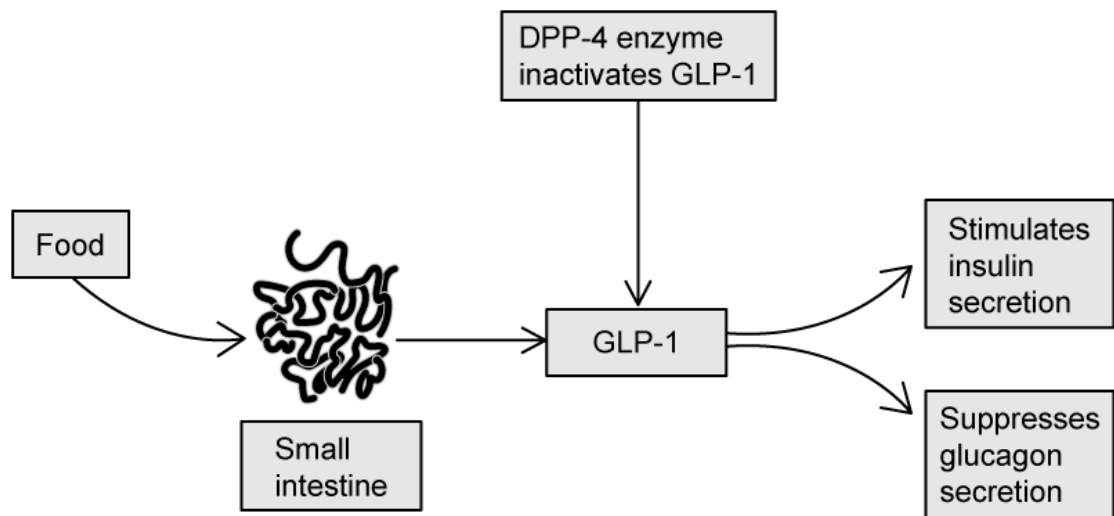 DPP-4 enzyme
inactivates GLP-1
Food
Small
intestine
GLP-1
Stimulates
insulin
secretion
Suppresses
glucagon
secretion